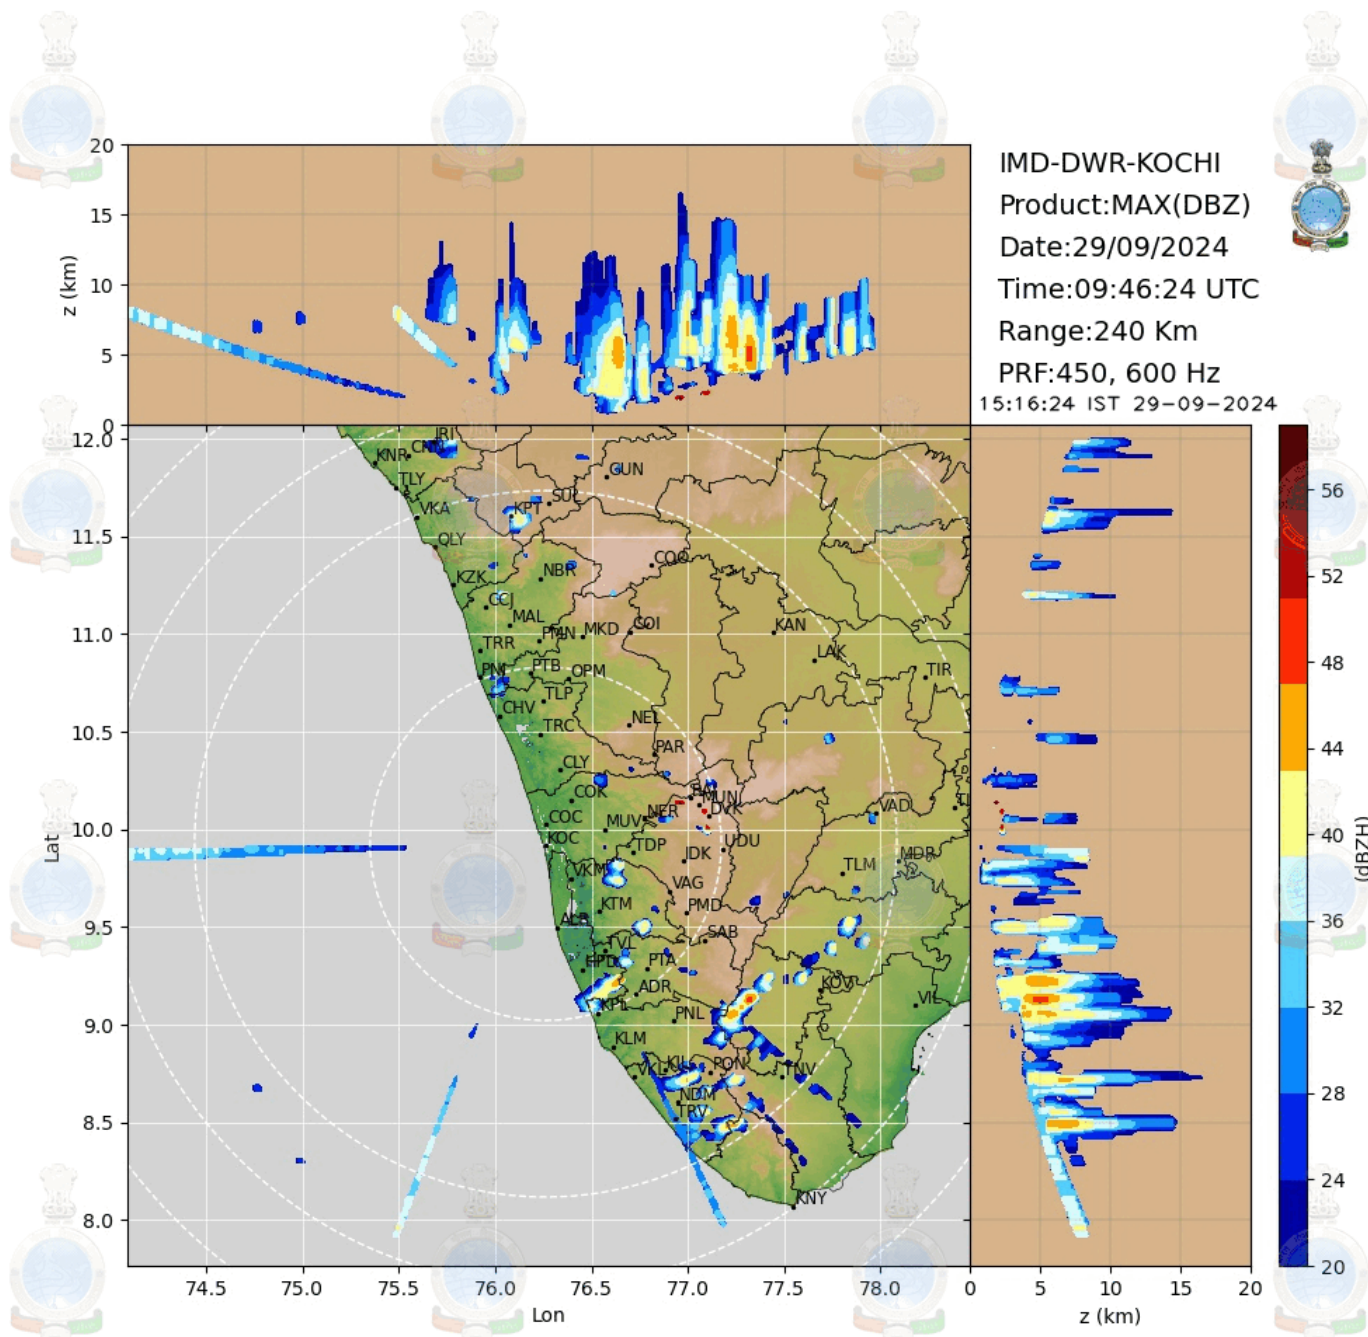 IMD-DWR-KOCHI
Product:MAX(DBZ)
Date:29/09/2024
Time:09:46:24 UTC
Range:240 Km
PRF:450, 600 Hz
15:16:24 IST 29-09-2024
20
15
10
5
0
z (km)
12.0
11.5
11.0
10.5
10.0
9.5
9.0
8.5
8.0
Lat
IRI
KNR
TLY
GUN
SUL
VKA
KPT
QLY
COO
NBR
KZK
CCJ
MAL
PMN
MKD
COI
KAN
TRR
LAK
PNI
PTB
OPM
TIR
TLP
CHV
NEL
TRC
PAR
CLY
COK
MUN
NER
DVK
VAD
COC
MUV
KOC
TDP
IDK
UDU
MDR
TLM
VKM
VAG
KTM
PMD
ALP
SAB
TVL
PTA
ADR
KOV
VIL
PNL
KLM
PON
TNV
NDM
TRV
KNY
74.5 75.0 75.5 76.0 76.5 77.0 77.5 78.0
Lon
0 5 10 15 20
z (km)
56
52
48
44
40
36
32
28
24
20
(dBZH)